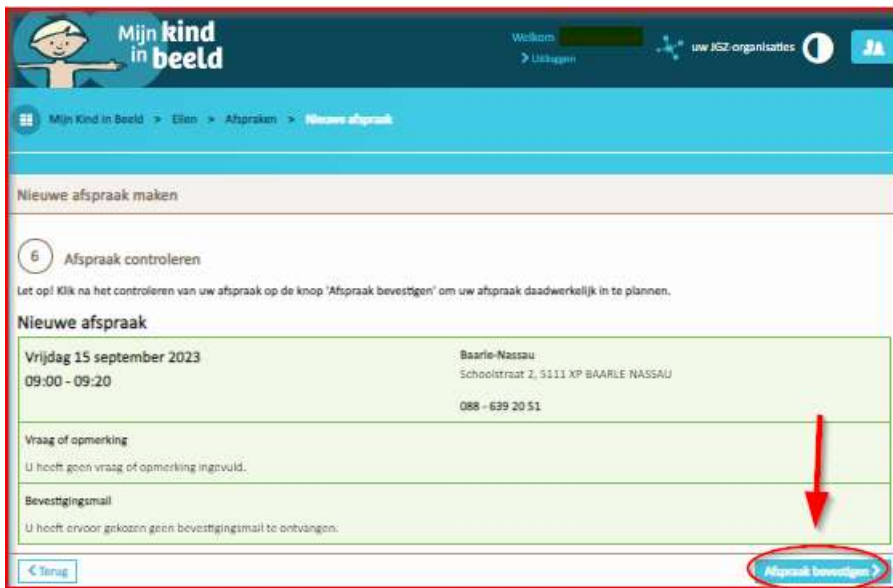 Mijn kind
in beeld
Welkom
> Uitloggen
uw JGZ-organisaties
Mijn Kind in Beeld > Ellen > Afspraken > Nieuwe afspraak
Nieuwe afspraak maken
6 Afspraak controleren
Let op! Klik na het controleren van uw afspraak op de knop 'Afspraak bevestigen' om uw afspraak daadwerkelijk in te plannen.
Nieuwe afspraak
Vrijdag 15 september 2023
09:00 - 09:20
Baarle-Nassau
Schoolstraat 2, 5111 XP BAARLE NASSAU
088 - 639 20 51
Vraag of opmerking
U heeft geen vraag of opmerking ingevuld.
Bevestigingsmail
U heeft ervoor gekozen geen bevestigingsmail te ontvangen.
< Terug
Afspraak bevestigen >